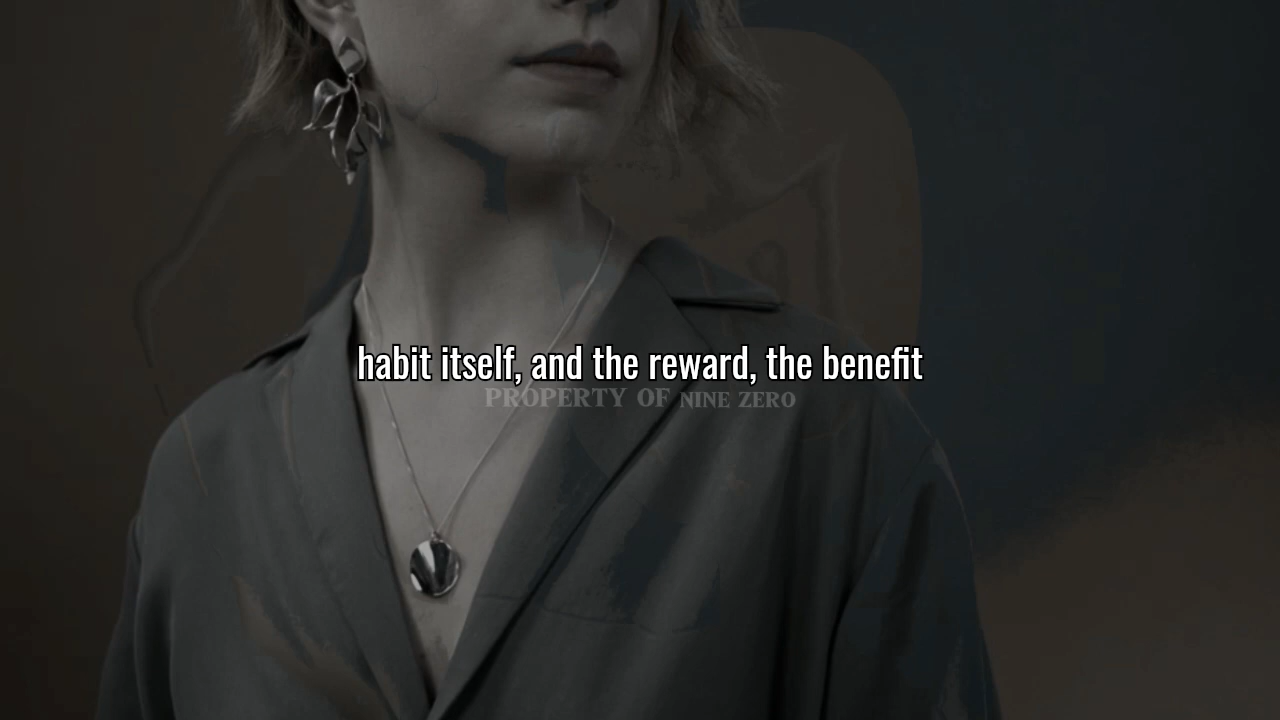 habit itself, and the reward, the benefit
PROPERTY OF NINE ZERO